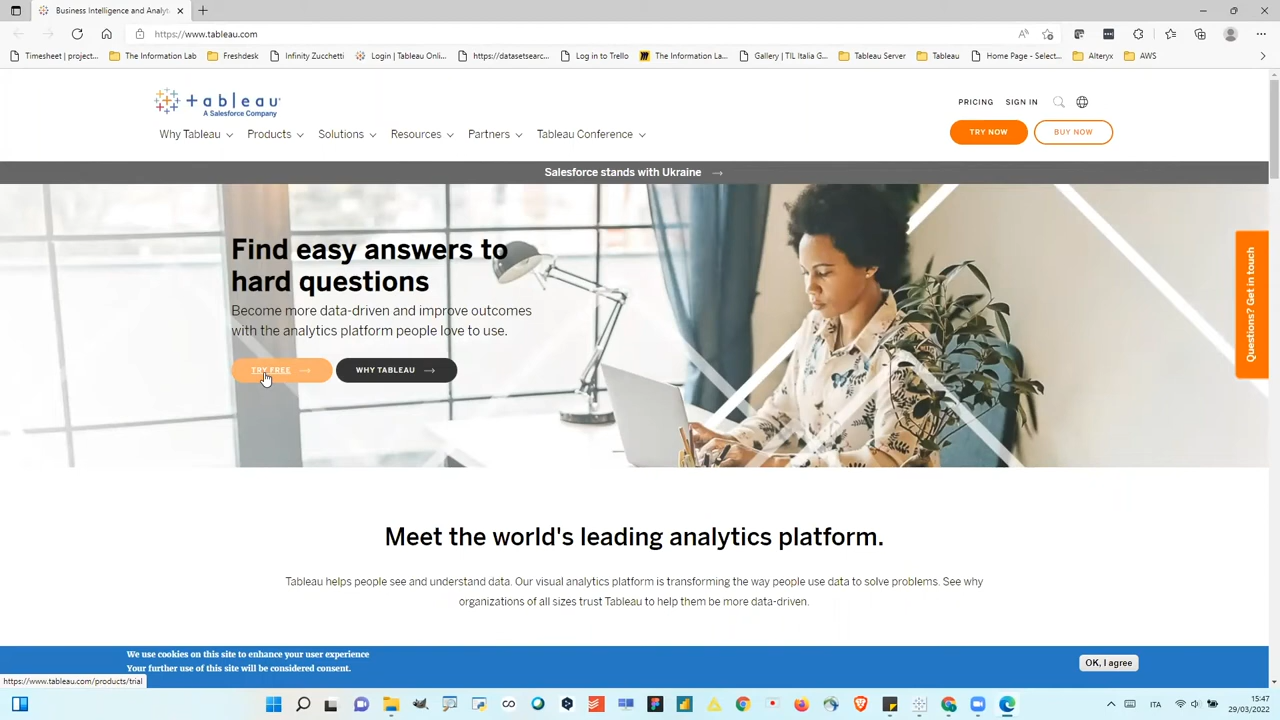 Business Intelligence and Analyt
https://www.tableau.com
Timesheet | project...
The Information Lab
Freshdesk
Infinity Zucchetti
Login | Tableau Onli...
https://datasetsearc...
Log in to Trello
The Information La...
Gallery | TIL Italia G...
Tableau Server
Tableau
Home Page - Select...
Alteryx
AWS
+ a b l e a u
A Salesforce Company
PRICING
SIGN IN
Why Tableau
Products
Solutions
Resources
Partners
Tableau Conference
TRY NOW
BUY NOW
Salesforce stands with Ukraine →
Find easy answers to
hard questions
Become more data-driven and improve outcomes
with the analytics platform people love to use.
TRY FREE →
WHY TABLEAU →
Questions? Get in touch
Meet the world's leading analytics platform.
Tableau helps people see and understand data. Our visual analytics platform is transforming the way people use data to solve problems. See why
organizations of all sizes trust Tableau to help them be more data-driven.
We use cookies on this site to enhance your user experience
Your further use of this site will be considered consent.
OK, I agree
https://www.tableau.com/products/trial
ITA
15:47
29/03/2022